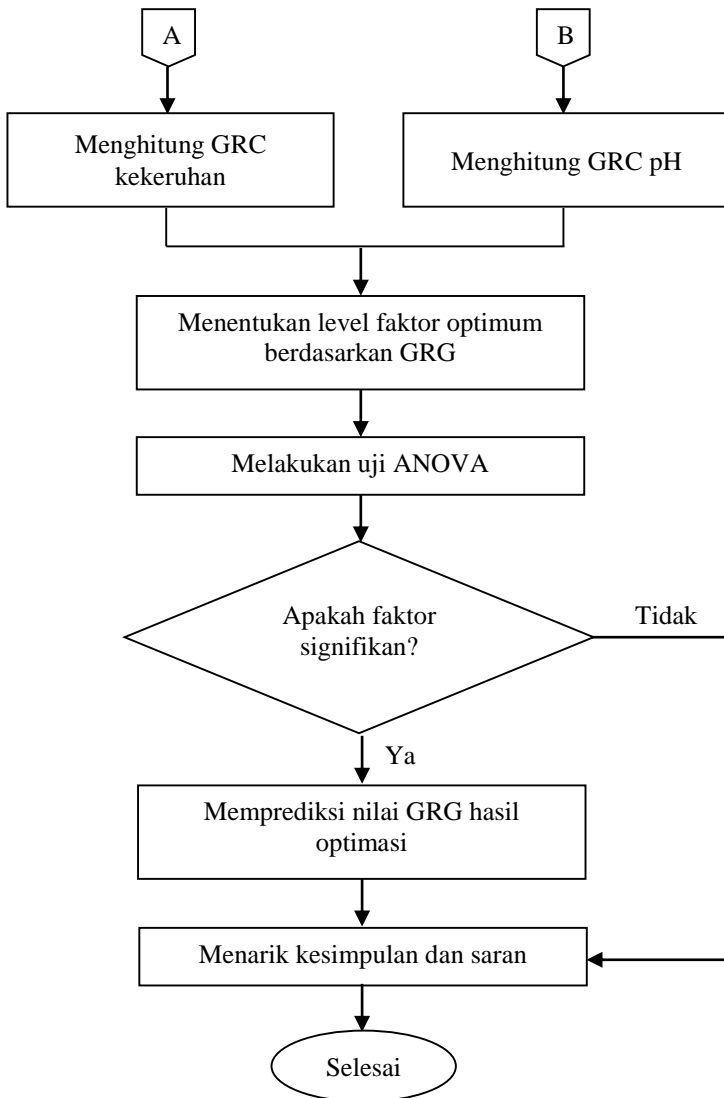 A
B
Menghitung GRC
kekeruhan
Menghitung GRC pH
Menentukan level faktor optimum
berdasarkan GRG
Melakukan uji ANOVA
Apakah faktor
signifikan?
Tidak
Ya
Memprediksi nilai GRG hasil
optimasi
Menarik kesimpulan dan saran
Selesai